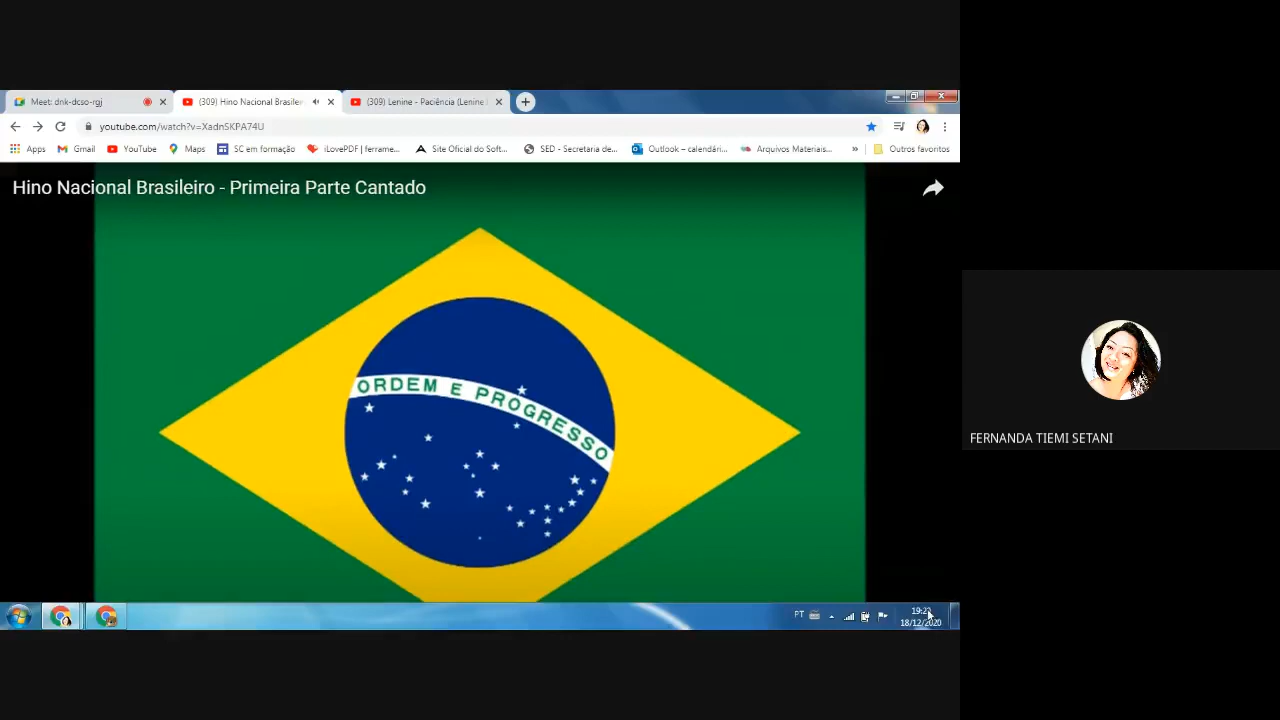 Meet: dnk-dcso-rgj
(309) Hino Nacional Brasilei
(309) Lenine - Paciência (Lenine
youtube.com/watch?v=XadnSKPA74U
Apps
Gmail
YouTube
Maps
SC em formação
iLovePDF | ferrame...
Site Oficial do Soft...
SED - Secretaria de...
Outlook – calendári...
Arquivos Materiais...
»
Outros favoritos
Hino Nacional Brasileiro - Primeira Parte Cantado
ORDEM E PROGRESSO
FERNANDA TIEMI SETANI
PT
18/12/2020